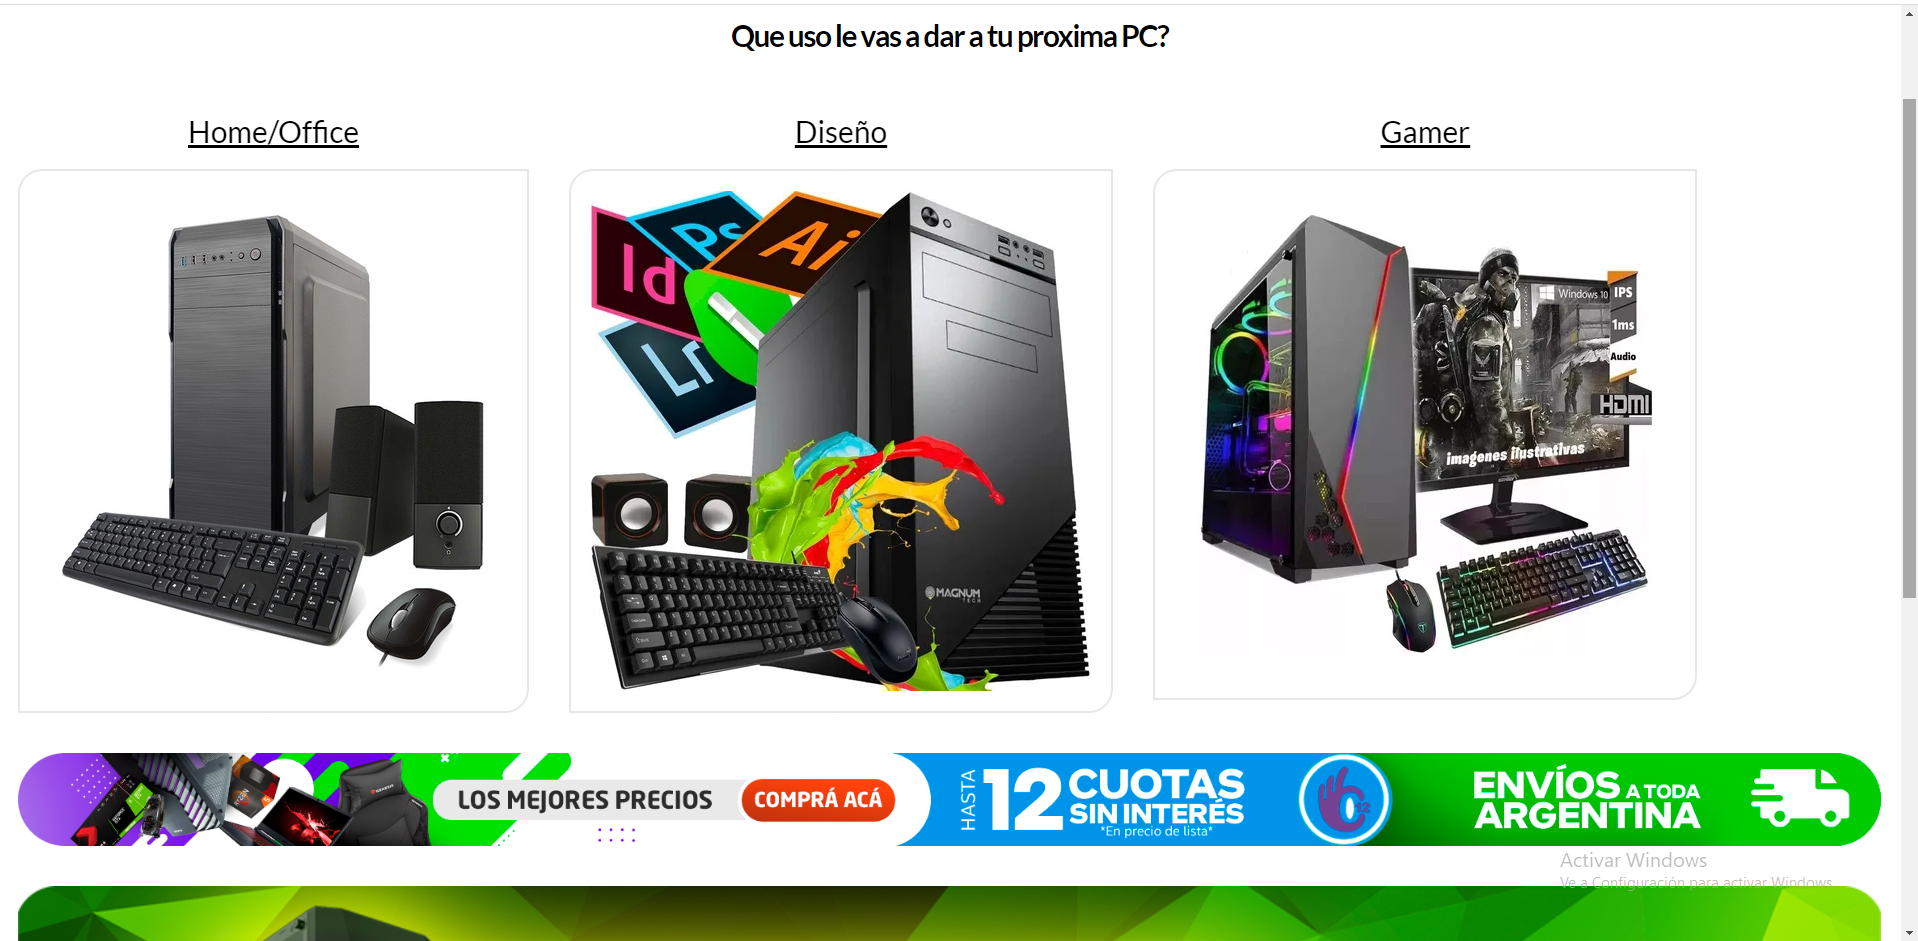 Que uso le vas a dar a tu proxima PC?
Home/Office
Diseño
Gamer
Id
Ps
Ai
Lr
MAGNUM
TECH
Windows 10
IPS
1ms
Audio
HDMI
imagenes ilustrativas
LOS MEJORES PRECIOS
COMPRÁ ACÁ
HASTA
12
CUOTAS
SIN INTERÉS
*En precio de lista*
ENVÍOS A TODA
ARGENTINA
Activar Windows
Ve a Configuración para activar Windows.